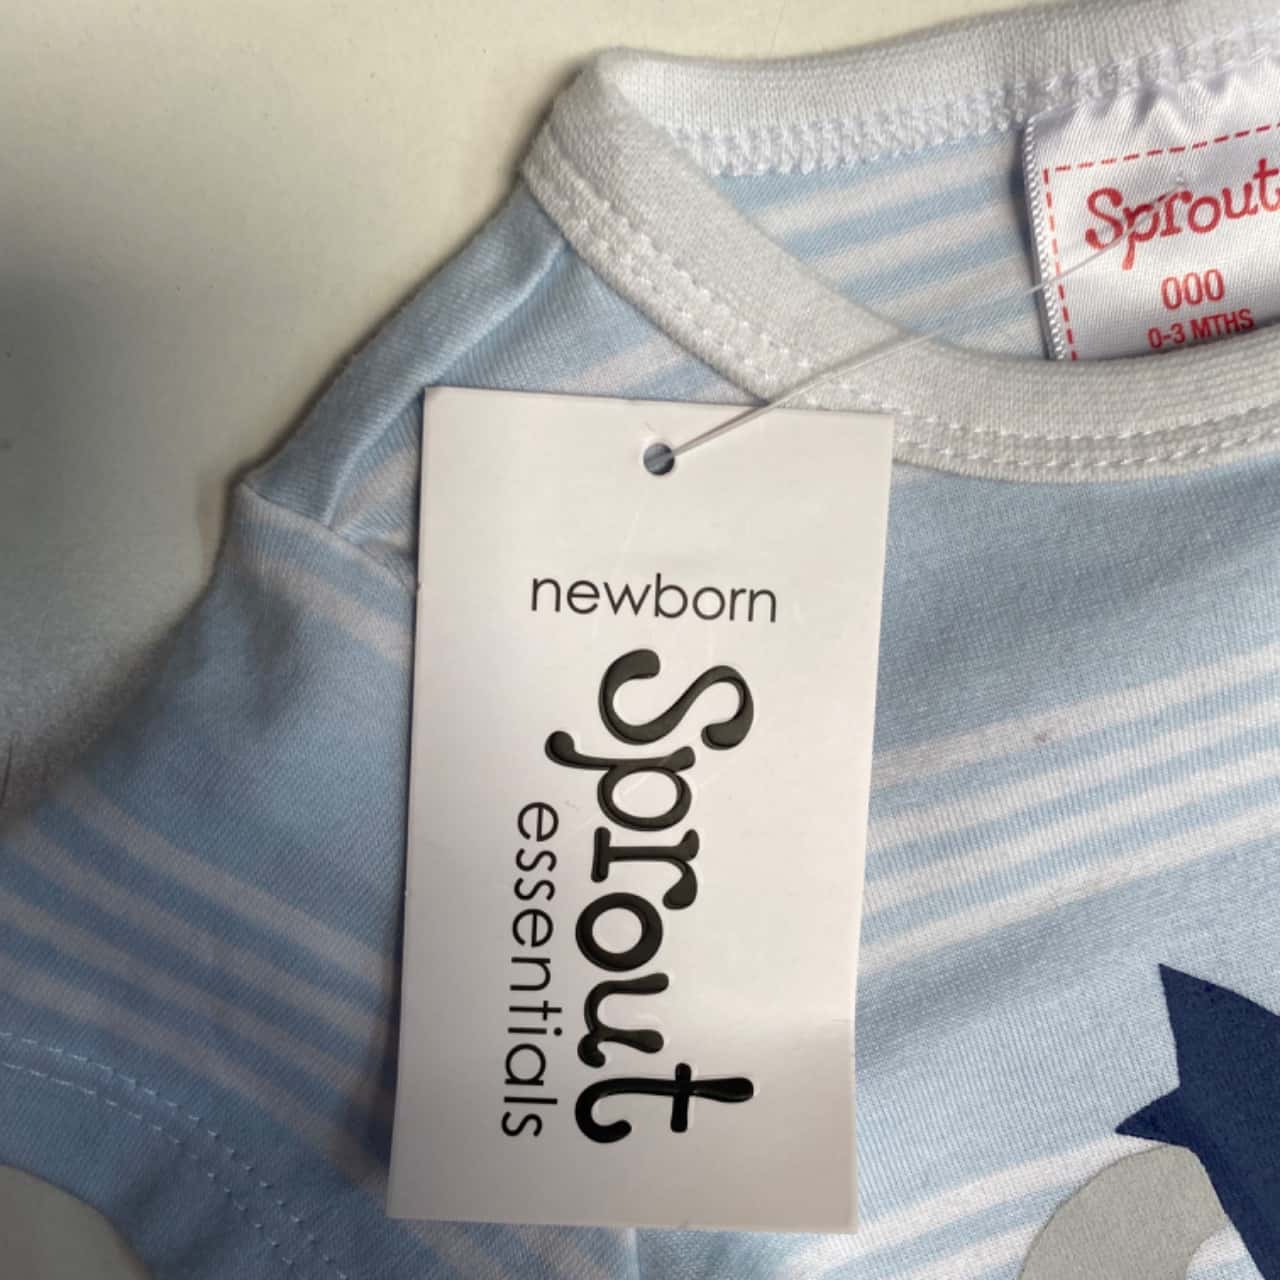 Sprout
000
0-3 MTHS
newborn
Sprout
essentials